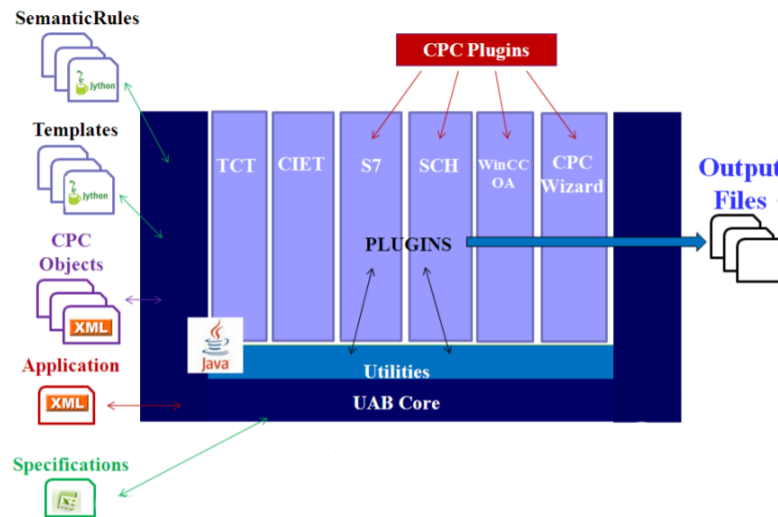 SemanticRules
Jython
Templates
Jython
CPC
Objects
XML
Application
XML
Specifications
CPC Plugins
TCT
CIET
S7
SCH
WinCC
OA
CPC
Wizard
PLUGINS
Java
Utilities
UAB Core
Output
Files